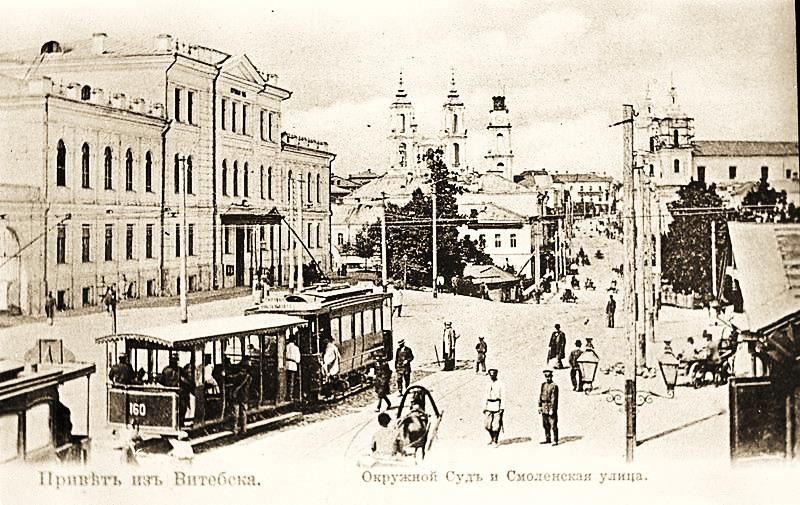 160
Привѣтъ изъ Витебска.
Окружной Судъ и Смоленская улица.